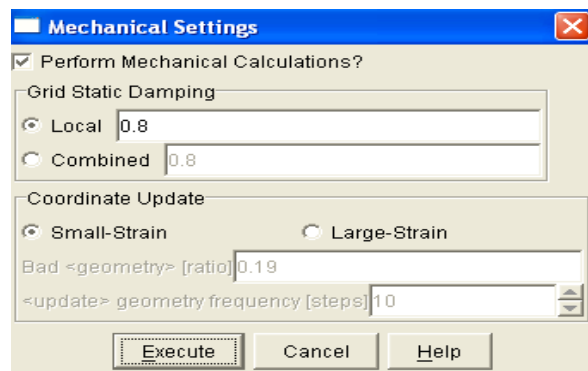 Mechanical Settings
Perform Mechanical Calculations?
Grid Static Damping
Local 0.8
Combined 0.8
Coordinate Update
Small-Strain Large-Strain
Bad <geometry> [ratio] 0.19
<update> geometry frequency [steps] 10
Execute Cancel Help